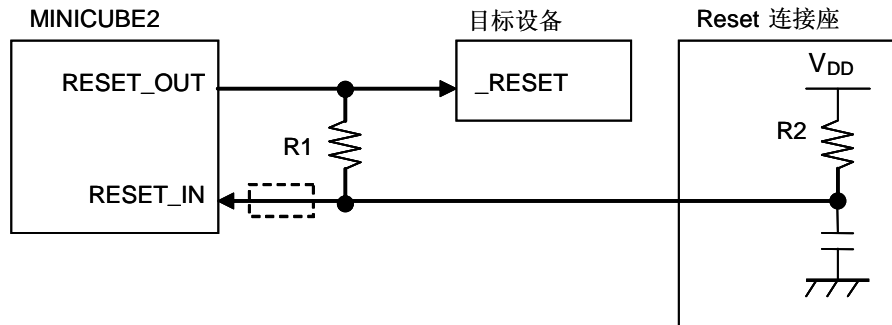 MINICUBE2
目标设备
Reset 连接座
RESET_OUT
_RESET
VDD
R1
R2
RESET_IN